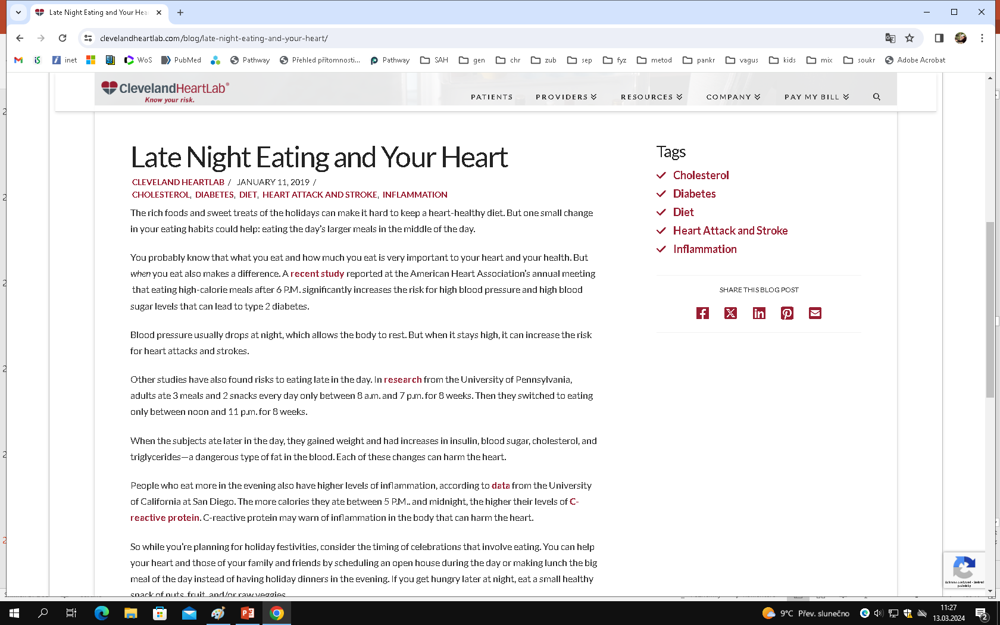 Late Night Eating and Your Hea
clevelandheartlab.com/blog/late-night-eating-and-your-heart/
inet WoS PubMed Pathway Přehled přítomnosti... Pathway SAH gen chr zub sep fyz metod pankr vagus kids mix soukr Adobe Acrobat
ClevelandHeartLab®
Know your risk.
PATIENTS PROVIDERS RESOURCES COMPANY PAY MY BILL
Late Night Eating and Your Heart
CLEVELAND HEARTLAB / JANUARY 11, 2019 /
CHOLESTEROL, DIABETES, DIET, HEART ATTACK AND STROKE, INFLAMMATION
The rich foods and sweet treats of the holidays can make it hard to keep a heart-healthy diet. But one small change
in your eating habits could help: eating the day’s larger meals in the middle of the day.
You probably know that what you eat and how much you eat is very important to your heart and your health. But
when you eat also makes a difference. A recent study reported at the American Heart Association’s annual meeting
that eating high-calorie meals after 6 P.M. significantly increases the risk for high blood pressure and high blood
sugar levels that can lead to type 2 diabetes.
Blood pressure usually drops at night, which allows the body to rest. But when it stays high, it can increase the risk
for heart attacks and strokes.
Other studies have also found risks to eating late in the day. In research from the University of Pennsylvania,
adults ate 3 meals and 2 snacks every day only between 8 a.m. and 7 p.m. for 8 weeks. Then they switched to eating
only between noon and 11 p.m. for 8 weeks.
When the subjects ate later in the day, they gained weight and had increases in insulin, blood sugar, cholesterol, and
triglycerides—a dangerous type of fat in the blood. Each of these changes can harm the heart.
People who eat more in the evening also have higher levels of inflammation, according to data from the University
of California at San Diego. The more calories they ate between 5 P.M.. and midnight, the higher their levels of C-
reactive protein. C-reactive protein may warn of inflammation in the body that can harm the heart.
So while you’re planning for holiday festivities, consider the timing of celebrations that involve eating. You can help
your heart and those of your family and friends by scheduling an open house during the day or making lunch the big
meal of the day instead of having holiday dinners in the evening. If you get hungry later at night, eat a small healthy
snack of nuts, fruit, and/or raw veggies.
Tags
Cholesterol
Diabetes
Diet
Heart Attack and Stroke
Inflammation
SHARE THIS BLOG POST
9°C Přev. slunečno
11:27
13.03.2024
2